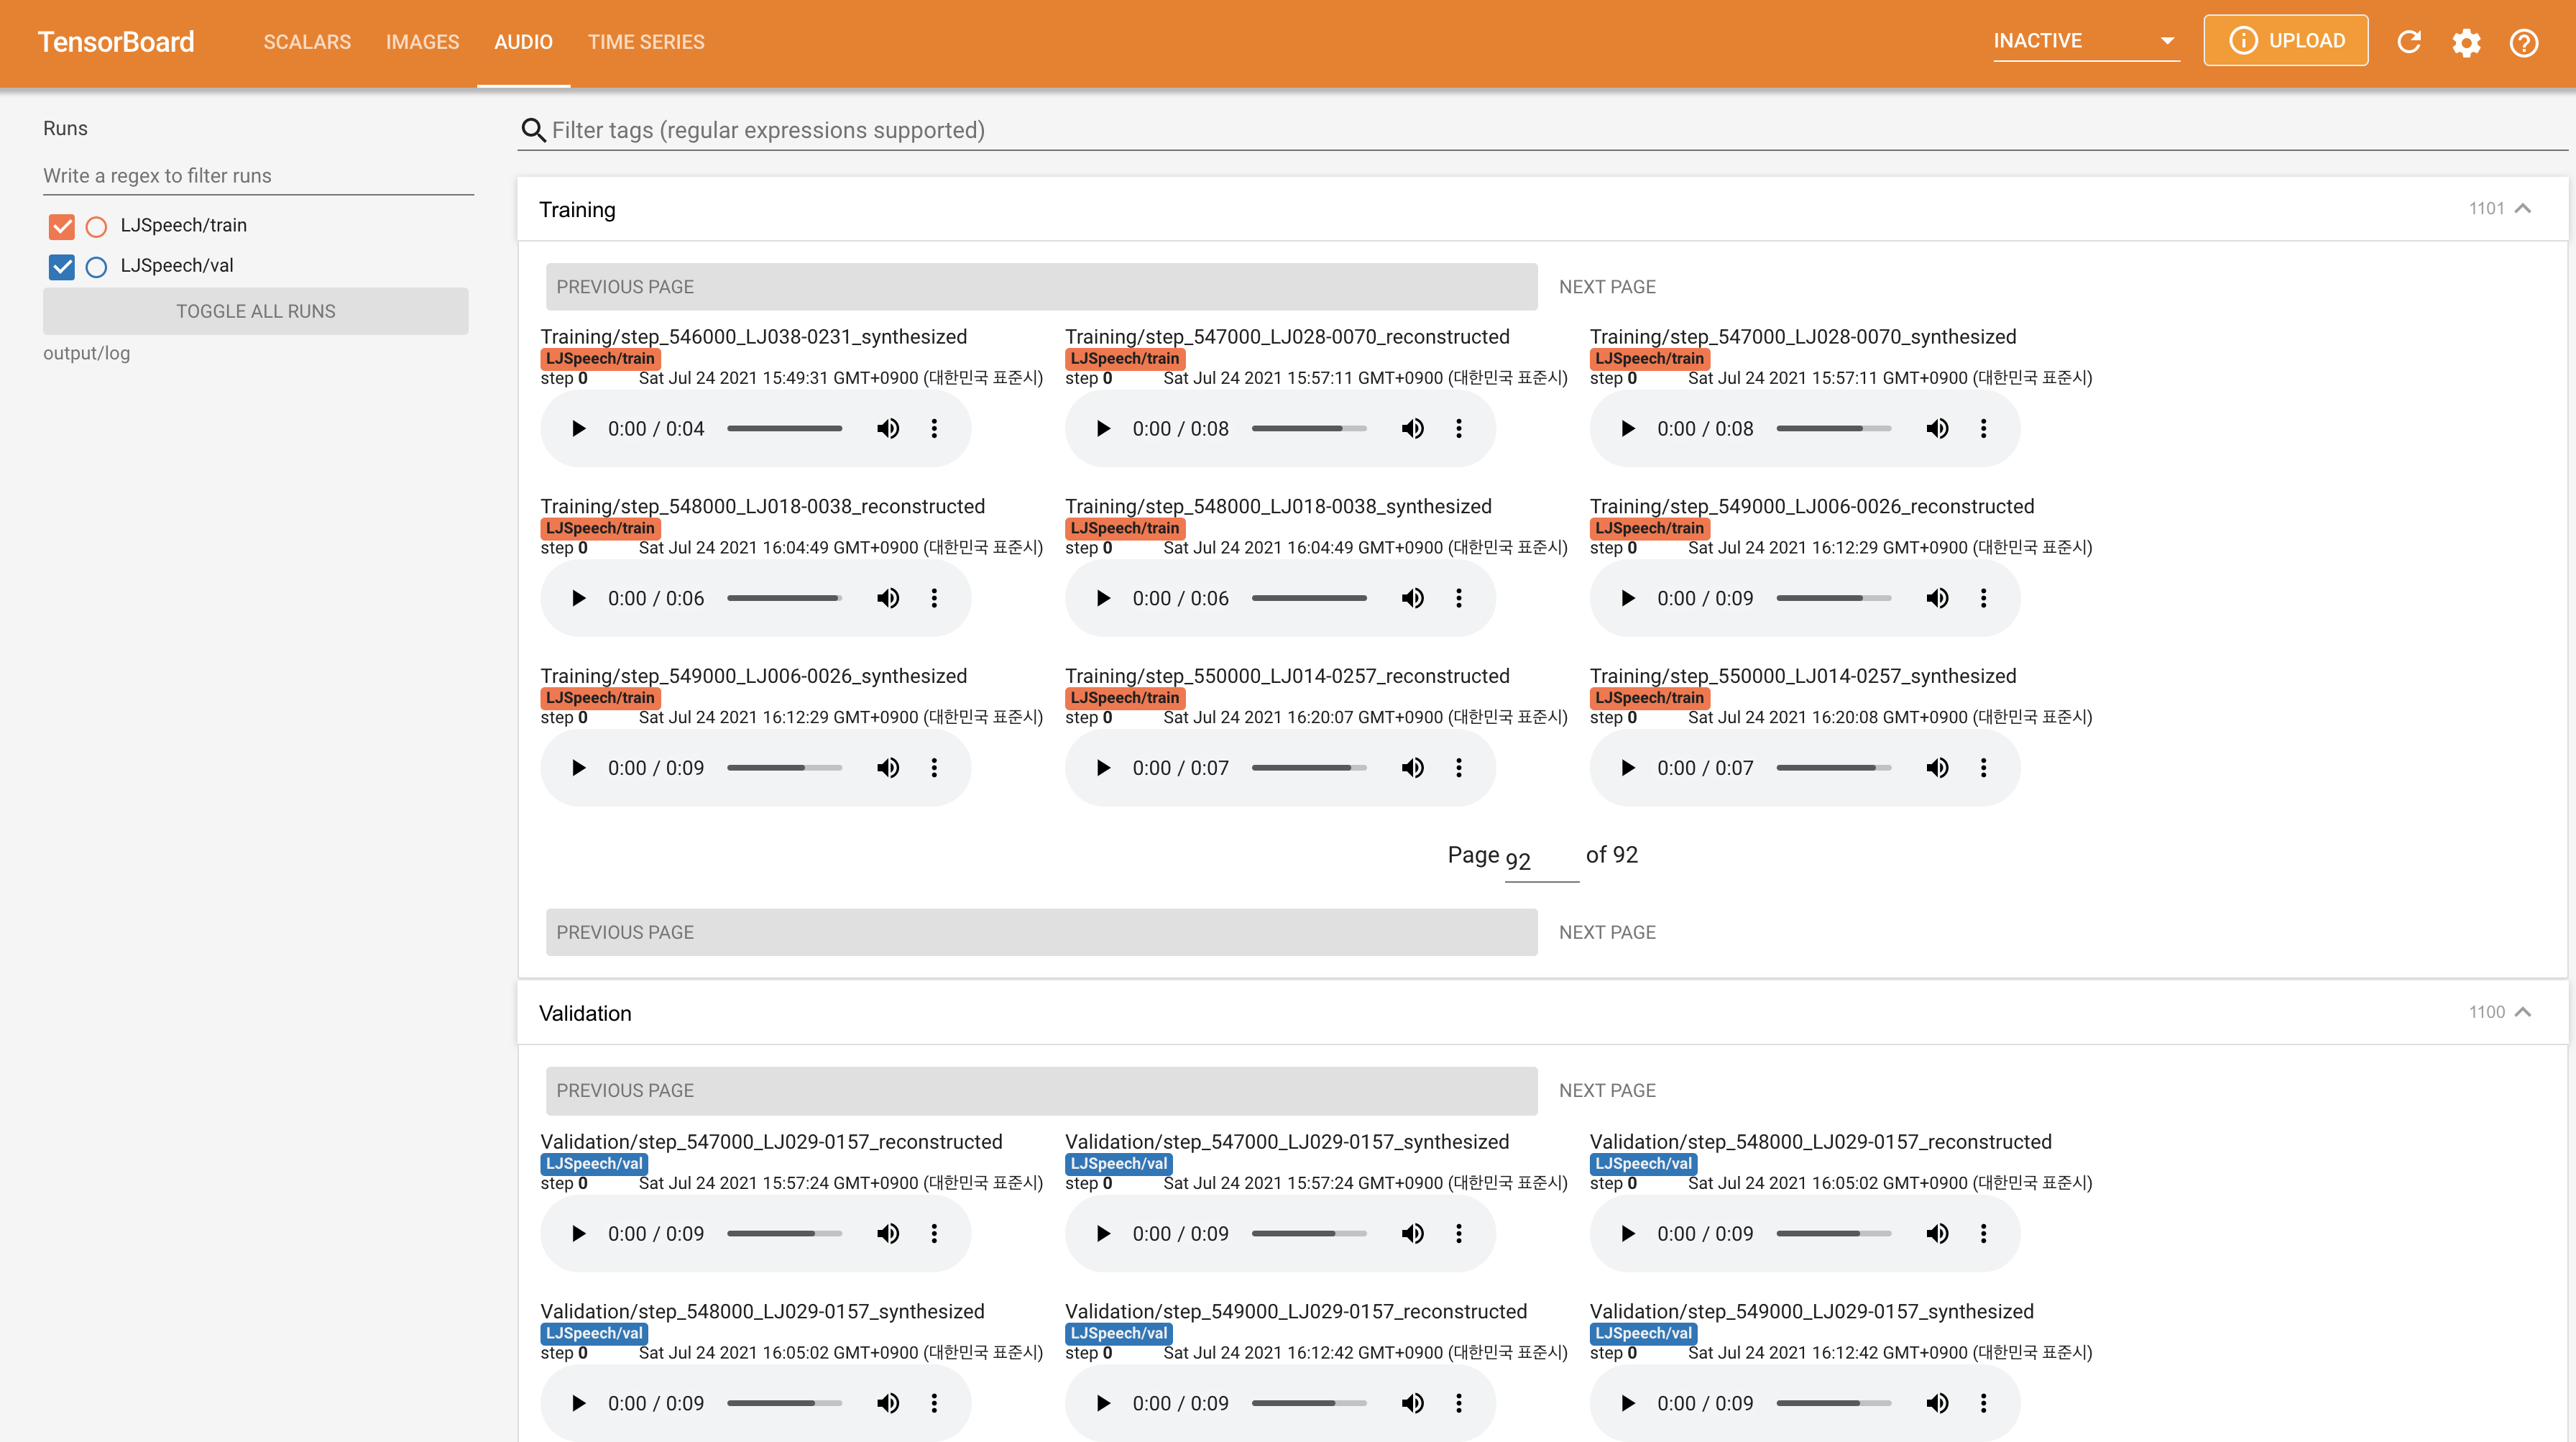 TensorBoard SCALARS IMAGES AUDIO TIME SERIES INACTIVE UPLOAD
Runs
Write a regex to filter runs
LJSpeech/train
LJSpeech/val
TOGGLE ALL RUNS
output/log
Filter tags (regular expressions supported)
Training 1101
PREVIOUS PAGE NEXT PAGE
Training/step_546000_LJ038-0231_synthesized
LJSpeech/train
step 0 Sat Jul 24 2021 15:49:31 GMT+0900 (대한민국 표준시)
0:00 / 0:04
Training/step_547000_LJ028-0070_reconstructed
LJSpeech/train
step 0 Sat Jul 24 2021 15:57:11 GMT+0900 (대한민국 표준시)
0:00 / 0:08
Training/step_547000_LJ028-0070_synthesized
LJSpeech/train
step 0 Sat Jul 24 2021 15:57:11 GMT+0900 (대한민국 표준시)
0:00 / 0:08
Training/step_548000_LJ018-0038_reconstructed
LJSpeech/train
step 0 Sat Jul 24 2021 16:04:49 GMT+0900 (대한민국 표준시)
0:00 / 0:06
Training/step_548000_LJ018-0038_synthesized
LJSpeech/train
step 0 Sat Jul 24 2021 16:04:49 GMT+0900 (대한민국 표준시)
0:00 / 0:06
Training/step_549000_LJ006-0026_reconstructed
LJSpeech/train
step 0 Sat Jul 24 2021 16:12:29 GMT+0900 (대한민국 표준시)
0:00 / 0:09
Training/step_549000_LJ006-0026_synthesized
LJSpeech/train
step 0 Sat Jul 24 2021 16:12:29 GMT+0900 (대한민국 표준시)
0:00 / 0:09
Training/step_550000_LJ014-0257_reconstructed
LJSpeech/train
step 0 Sat Jul 24 2021 16:20:07 GMT+0900 (대한민국 표준시)
0:00 / 0:07
Training/step_550000_LJ014-0257_synthesized
LJSpeech/train
step 0 Sat Jul 24 2021 16:20:08 GMT+0900 (대한민국 표준시)
0:00 / 0:07
Page 92 of 92
PREVIOUS PAGE NEXT PAGE
Validation 1100
PREVIOUS PAGE NEXT PAGE
Validation/step_547000_LJ029-0157_reconstructed
LJSpeech/val
step 0 Sat Jul 24 2021 15:57:24 GMT+0900 (대한민국 표준시)
0:00 / 0:09
Validation/step_547000_LJ029-0157_synthesized
LJSpeech/val
step 0 Sat Jul 24 2021 15:57:24 GMT+0900 (대한민국 표준시)
0:00 / 0:09
Validation/step_548000_LJ029-0157_reconstructed
LJSpeech/val
step 0 Sat Jul 24 2021 16:05:02 GMT+0900 (대한민국 표준시)
0:00 / 0:09
Validation/step_548000_LJ029-0157_synthesized
LJSpeech/val
step 0 Sat Jul 24 2021 16:05:02 GMT+0900 (대한민국 표준시)
0:00 / 0:09
Validation/step_549000_LJ029-0157_reconstructed
LJSpeech/val
step 0 Sat Jul 24 2021 16:12:42 GMT+0900 (대한민국 표준시)
0:00 / 0:09
Validation/step_549000_LJ029-0157_synthesized
LJSpeech/val
step 0 Sat Jul 24 2021 16:12:42 GMT+0900 (대한민국 표준시)
0:00 / 0:09